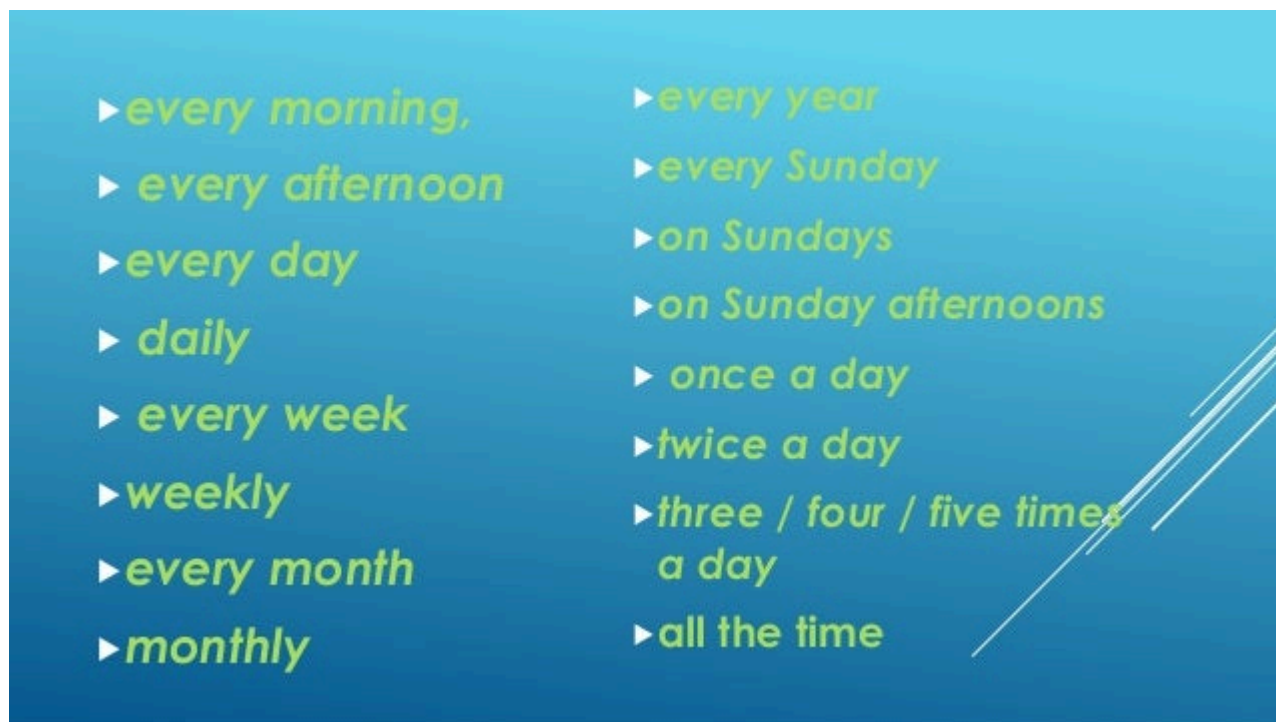 every morning,
every afternoon
every day
daily
every week
weekly
every month
monthly
every year
every Sunday
on Sundays
on Sunday afternoons
once a day
twice a day
three / four / five times
a day
all the time